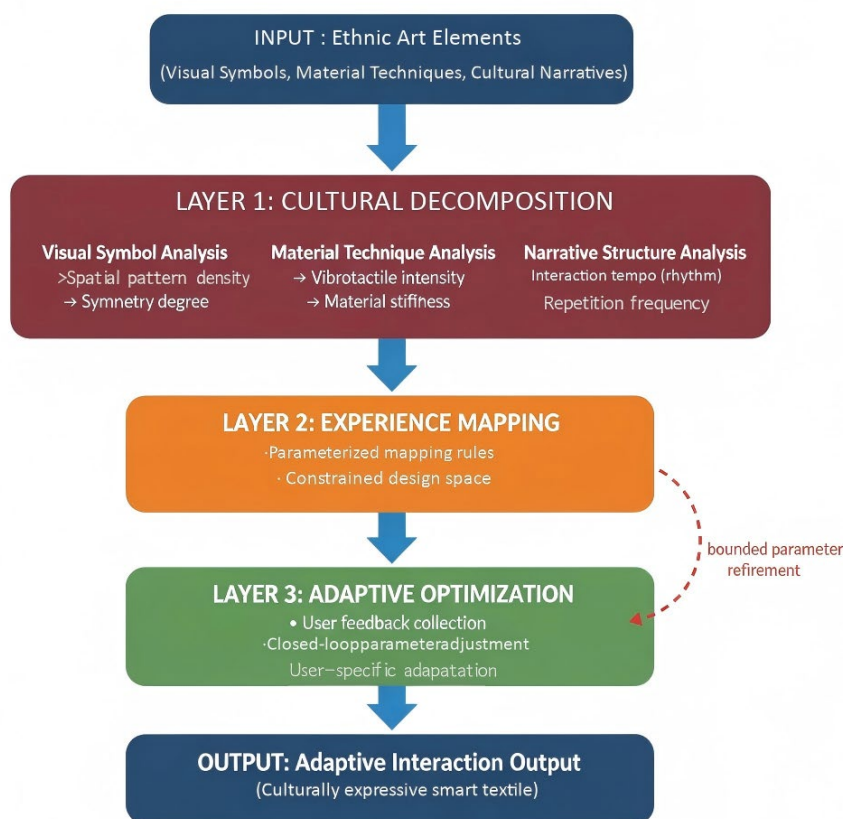 INPUT : Ethnic Art Elements
(Visual Symbols, Material Techniques, Cultural Narratives)
LAYER 1: CULTURAL DECOMPOSITION
Visual Symbol Analysis
>Spatial pattern density
→ Symmetry degree
Material Technique Analysis
→ Vibrotactile intensity
→ Material stiffness
Narrative Structure Analysis
Interaction tempo (rhythm)
Repetition frequency
LAYER 2: EXPERIENCE MAPPING
·Parameterized mapping rules
· Constrained design space
bounded parameter
refirement
LAYER 3: ADAPTIVE OPTIMIZATION
• User feedback collection
·Closed-loopparameteradjustment
User-specific adapatation
OUTPUT: Adaptive Interaction Output
(Culturally expressive smart textile)